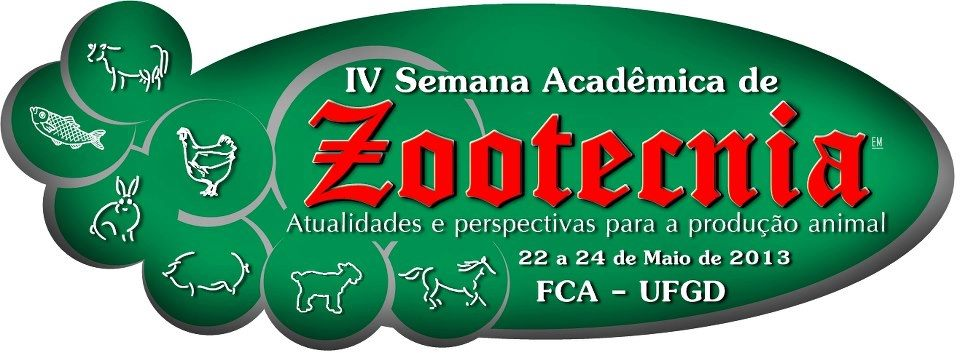 IV Semana Acadêmica de
Zootecnia
EM
Atualidades e perspectivas para a produção animal
22 a 24 de Maio de 2013
FCA - UFGD